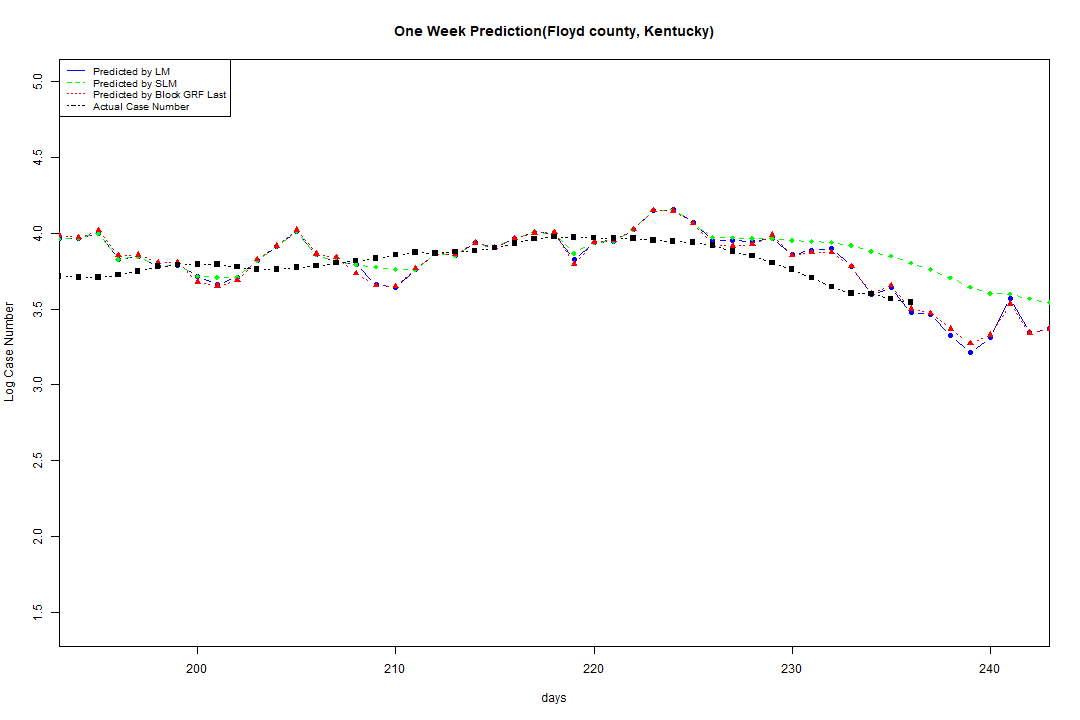 One Week Prediction(Floyd county, Kentucky)
Predicted by LM
Predicted by SLM
Predicted by Block GRF Last
Actual Case Number
5.0
4.5
4.0
3.5
3.0
2.5
2.0
1.5
Log Case Number
200 210 220 230 240
days